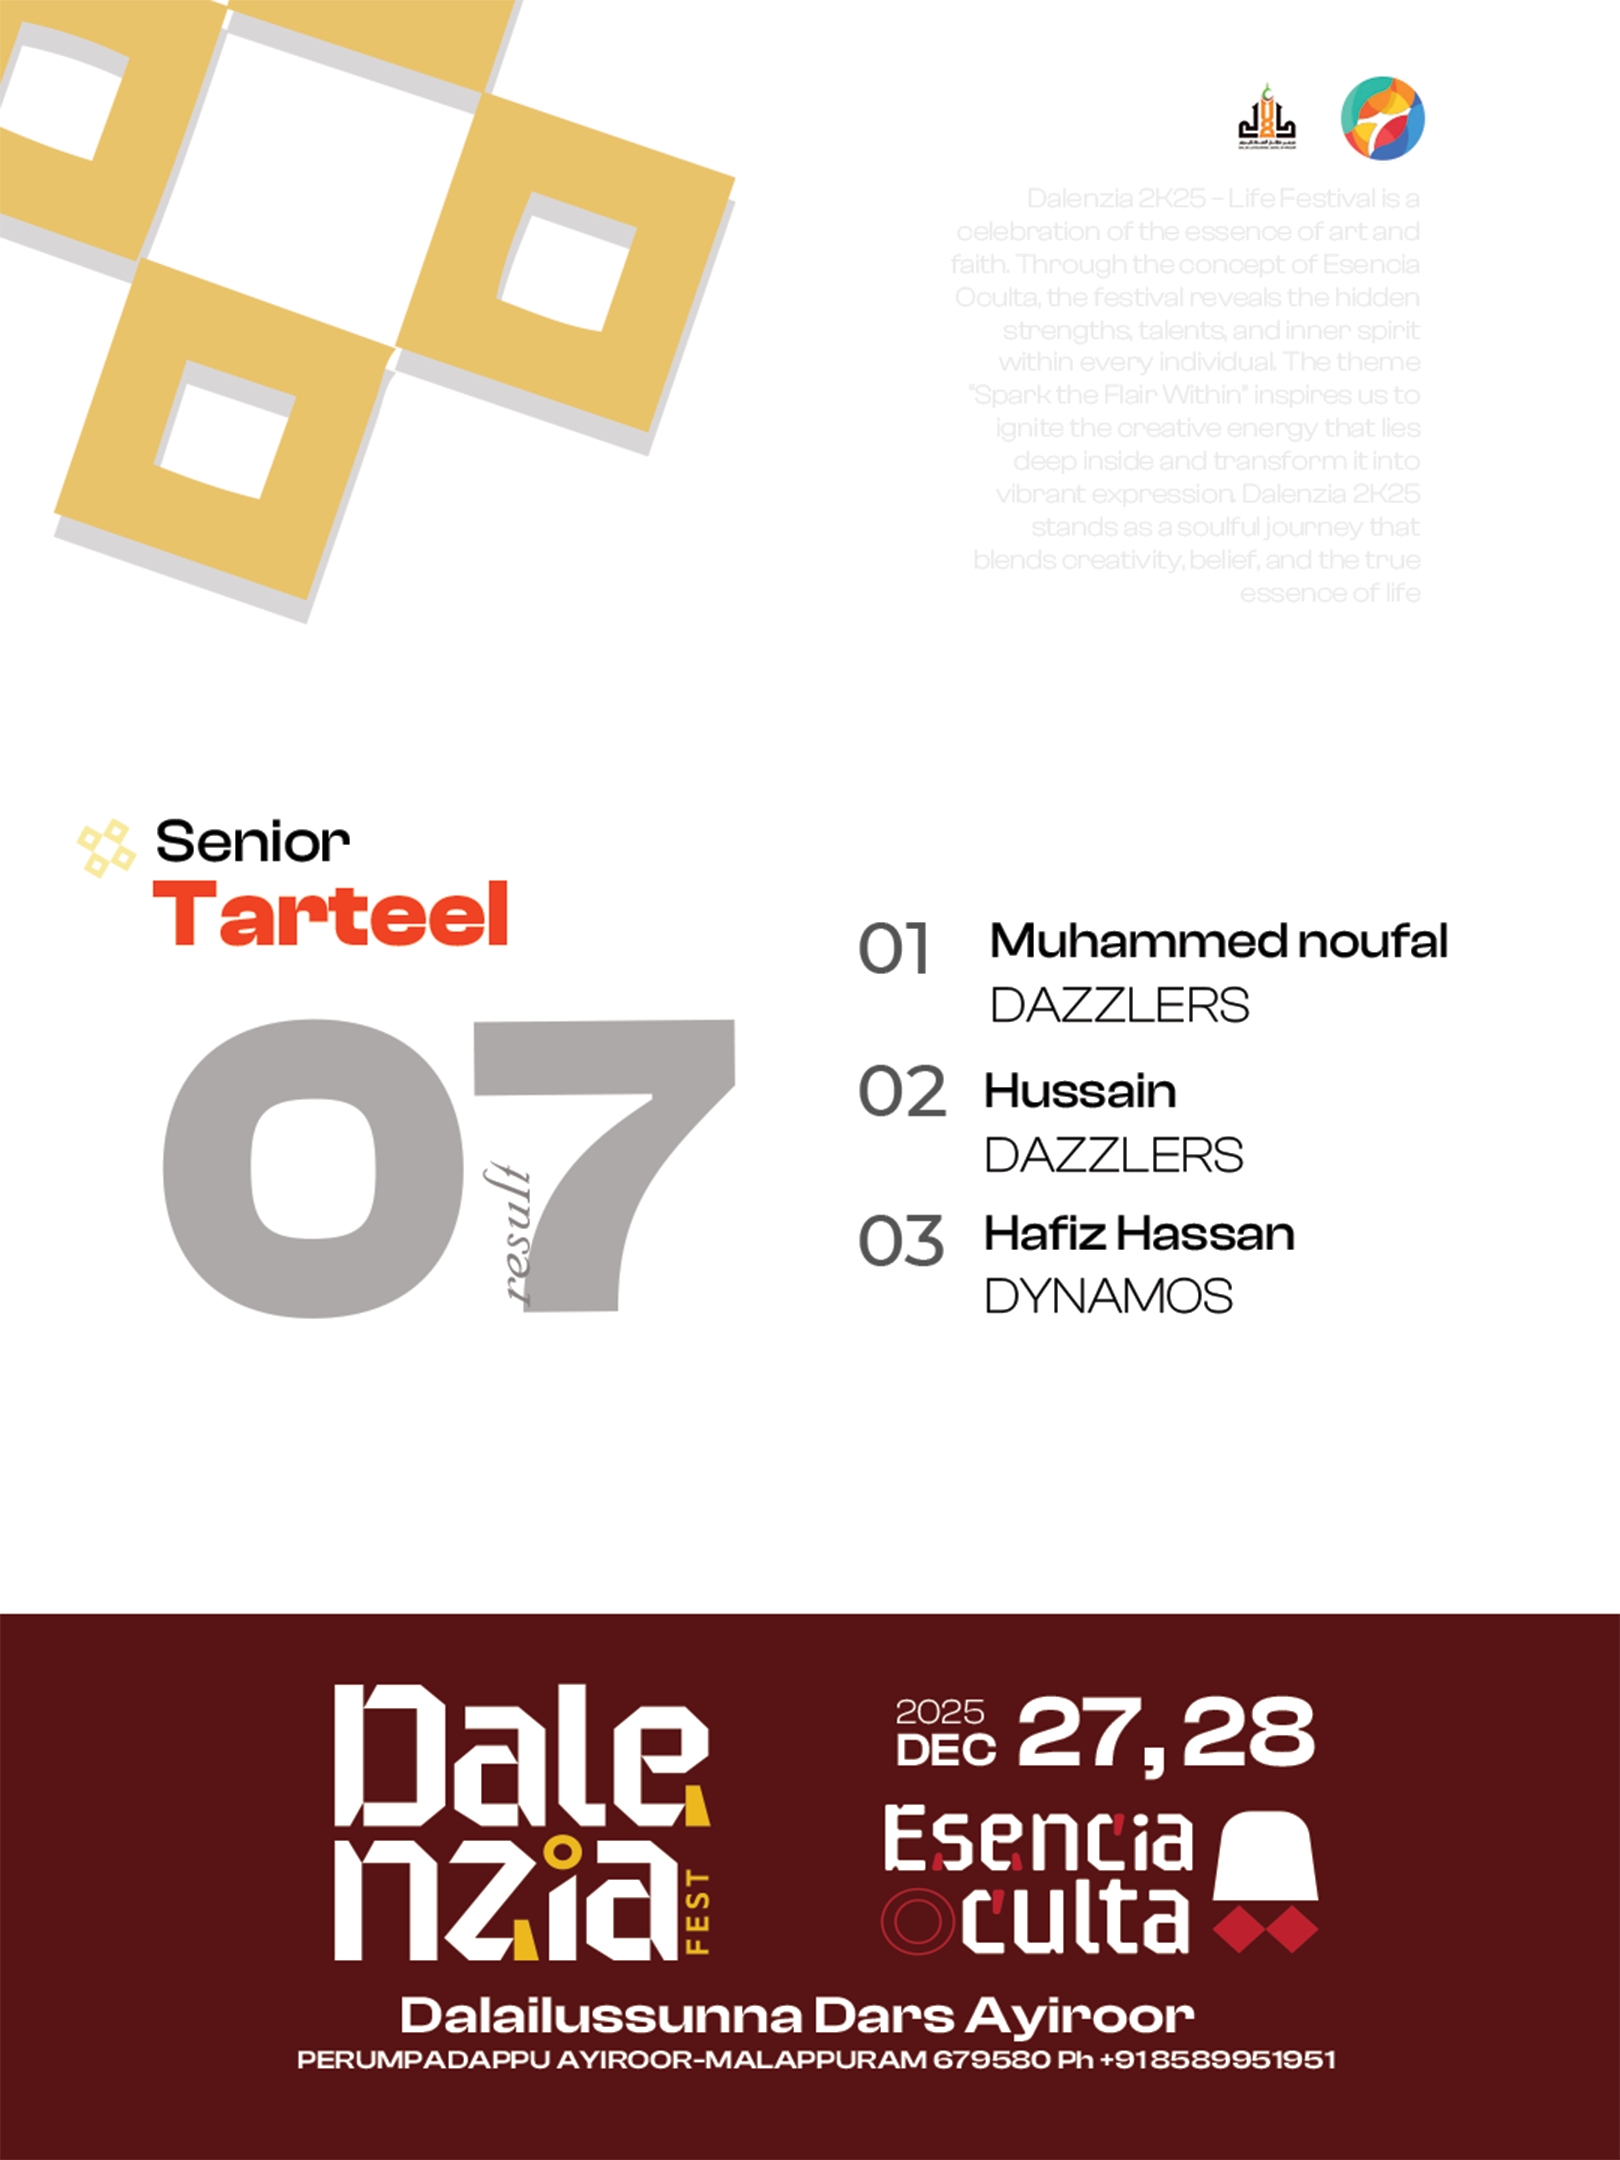 Dalenzia 2K25 – Life Festival is a
celebration of the essence of art and
faith. Through the concept of Esencia
Oculta, the festival reveals the hidden
strengths, talents, and inner spirit
within every individual. The theme
"Spark the Flair Within" inspires us to
ignite the creative energy that lies
deep inside and transform it into
vibrant expression. Dalenzia 2K25
stands as a soulful journey that
blends creativity, belief, and the true
essence of life
Senior
Tarteel
07
result
01 Muhammed noufal
DAZZLERS
02 Hussain
DAZZLERS
03 Hafiz Hassan
DYNAMOS
Dale
nzia
FEST
2025
DEC 27,28
Esencia
Oculta
Dalailussunna Dars Ayiroor
PERUMPADAPPU AYIROOR-MALAPPURAM 679580 Ph +918589951951